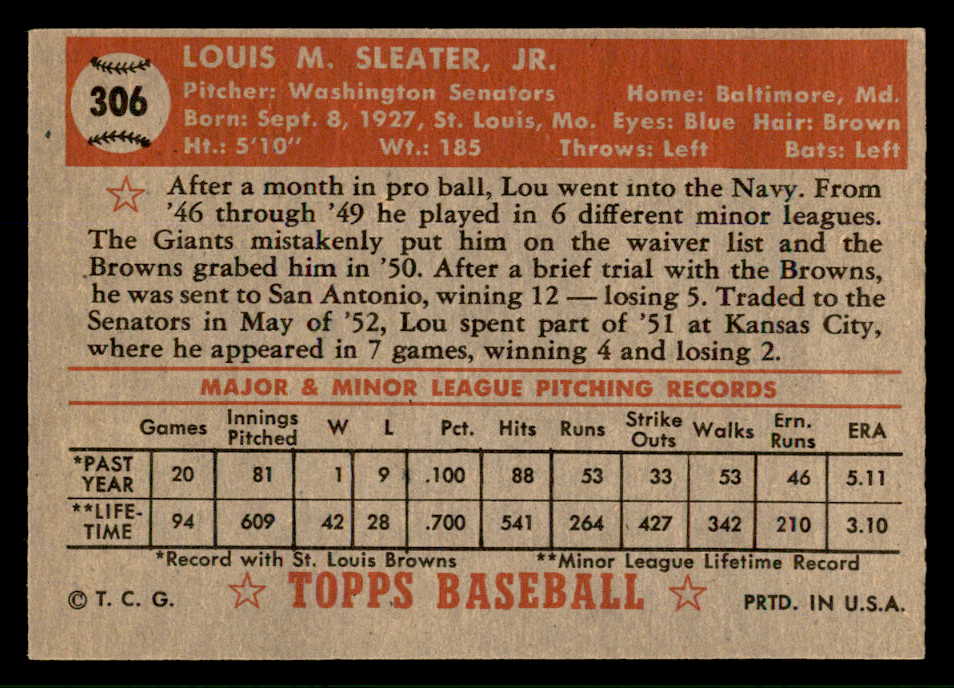 306
LOUIS M. SLEATER, JR.
Pitcher: Washington Senators Home: Baltimore, Md.
Born: Sept. 8, 1927, St. Louis, Mo. Eyes: Blue Hair: Brown
Ht.: 5'10" Wt.: 185 Throws: Left Bats: Left
After a month in pro ball, Lou went into the Navy. From
'46 through '49 he played in 6 different minor leagues.
The Giants mistakenly put him on the waiver list and the
Browns grabed him in '50. After a brief trial with the Browns,
he was sent to San Antonio, wining 12 — losing 5. Traded to the
Senators in May of '52, Lou spent part of '51 at Kansas City,
where he appeared in 7 games, winning 4 and losing 2.
MAJOR & MINOR LEAGUE PITCHING RECORDS
Games Innings Pitched W L Pct. Hits Runs Strike Outs Walks Ern. Runs ERA
*PAST YEAR 20 81 1 9 .100 88 53 33 53 46 5.11
**LIFE-TIME 94 609 42 28 .700 541 264 427 342 210 3.10
*Record with St. Louis Browns **Minor League Lifetime Record
© T. C. G. TOPPS BASEBALL PRTD. IN U.S.A.